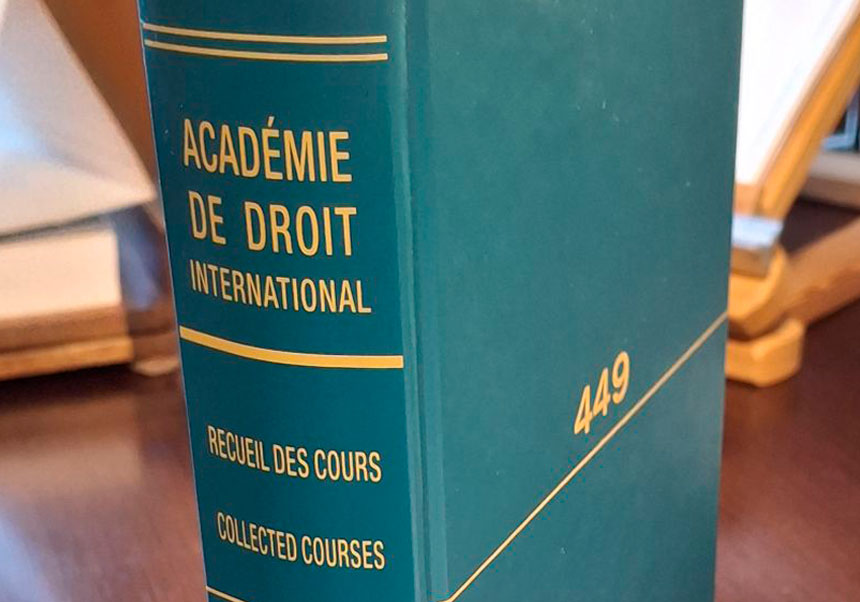 ACADÉMIE
DE DROIT
INTERNATIONAL
RECUEIL DES COURS
COLLECTED COURSES
449